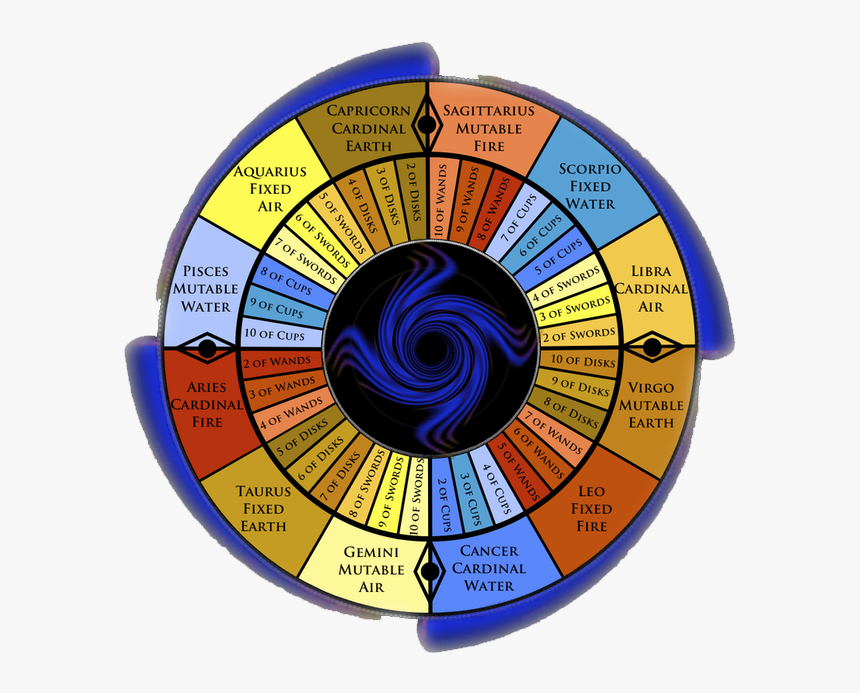 Capricorn
Cardinal
Earth
Sagittarius
Mutable
Fire
Scorpio
Fixed
Water
Libra
Cardinal
Air
Virgo
Mutable
Earth
Leo
Fixed
Fire
Cancer
Cardinal
Water
Gemini
Mutable
Air
Taurus
Fixed
Earth
Aries
Cardinal
Fire
Pisces
Mutable
Water
Aquarius
Fixed
Air
10 of Wands
9 of Wands
8 of Wands
7 of Cups
6 of Cups
5 of Cups
4 of Swords
3 of Swords
2 of Swords
10 of Disks
9 of Disks
8 of Disks
7 of Wands
6 of Wands
5 of Wands
4 of Cups
3 of Cups
2 of Cups
10 of Swords
9 of Swords
8 of Swords
7 of Disks
6 of Disks
5 of Disks
4 of Wands
3 of Wands
2 of Wands
10 of Cups
9 of Cups
8 of Cups
7 of Swords
6 of Swords
5 of Swords
4 of Disks
3 of Disks
2 of Disks